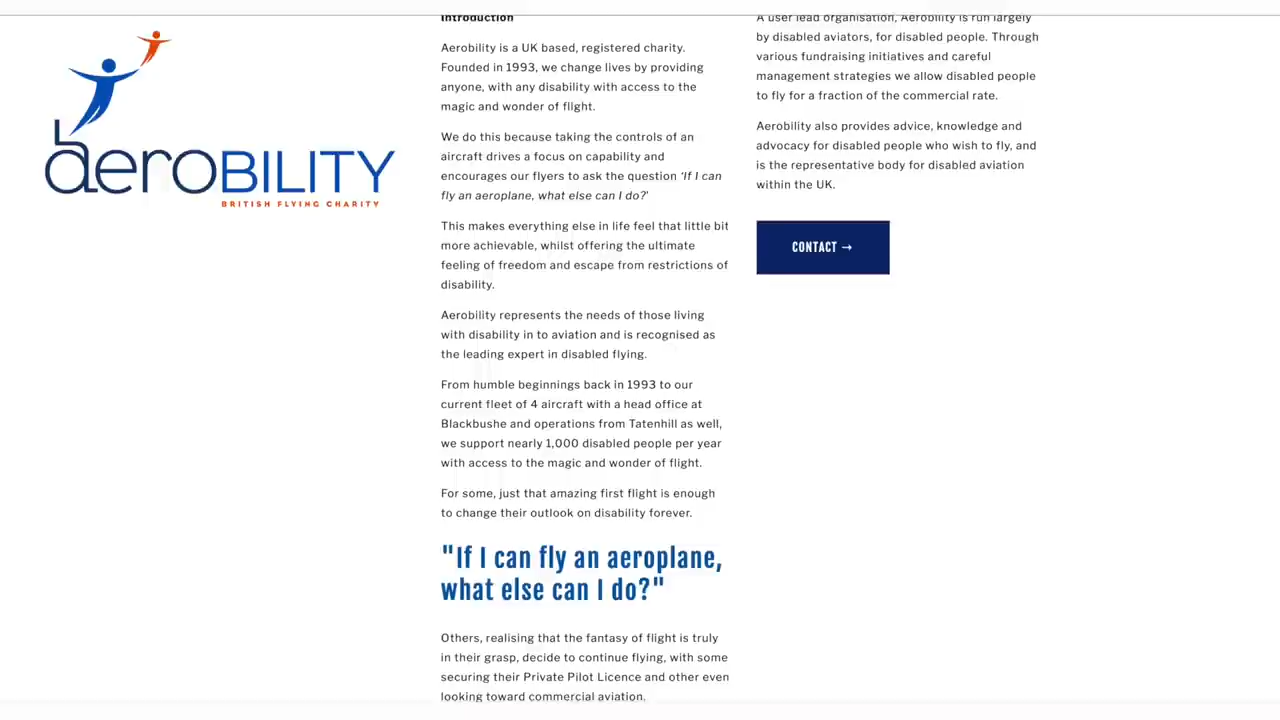 aeroBILITY
BRITISH FLYING CHARITY
Introduction
Aerobility is a UK based, registered charity.
Founded in 1993, we change lives by providing
anyone, with any disability with access to the
magic and wonder of flight.
We do this because taking the controls of an
aircraft drives a focus on capability and
encourages our flyers to ask the question ‘If I can
fly an aeroplane, what else can I do?’
This makes everything else in life feel that little bit
more achievable, whilst offering the ultimate
feeling of freedom and escape from restrictions of
disability.
Aerobility represents the needs of those living
with disability in to aviation and is recognised as
the leading expert in disabled flying.
From humble beginnings back in 1993 to our
current fleet of 4 aircraft with a head office at
Blackbushe and operations from Tatenhill as well,
we support nearly 1,000 disabled people per year
with access to the magic and wonder of flight.
For some, just that amazing first flight is enough
to change their outlook on disability forever.
"If I can fly an aeroplane,
what else can I do?"
Others, realising that the fantasy of flight is truly
in their grasp, decide to continue flying, with some
securing their Private Pilot Licence and other even
looking toward commercial aviation.
A user lead organisation, Aerobility is run largely
by disabled aviators, for disabled people. Through
various fundraising initiatives and careful
management strategies we allow disabled people
to fly for a fraction of the commercial rate.
Aerobility also provides advice, knowledge and
advocacy for disabled people who wish to fly, and
is the representative body for disabled aviation
within the UK.
CONTACT →